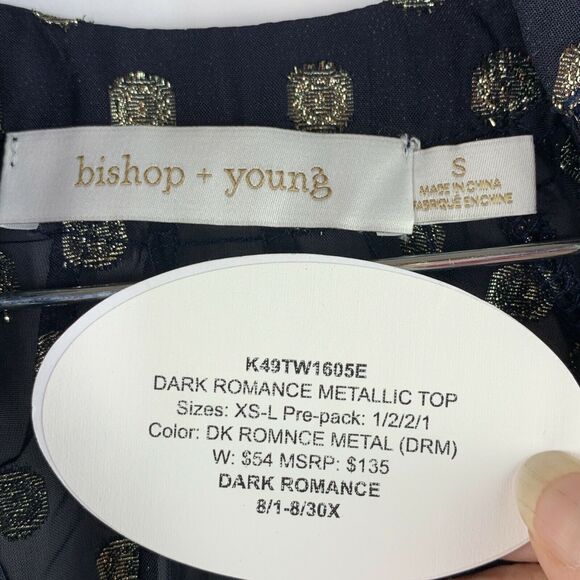 bishop + young
S
MADE IN CHINA
FABRIQUÉ EN CHINE
K49TW1605E
DARK ROMANCE METALLIC TOP
Sizes: XS-L Pre-pack: 1/2/2/1
Color: DK ROMNCE METAL (DRM)
W: $54 MSRP: $135
DARK ROMANCE
8/1-8/30X